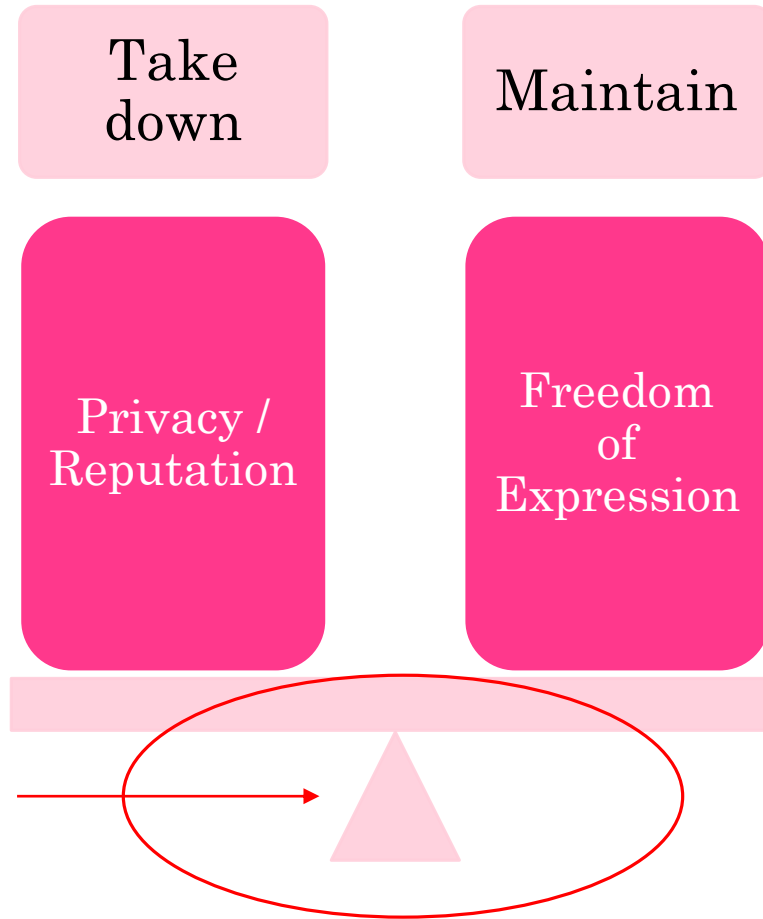 Take
down
Maintain
Privacy /
Reputation
Freedom
of
Expression